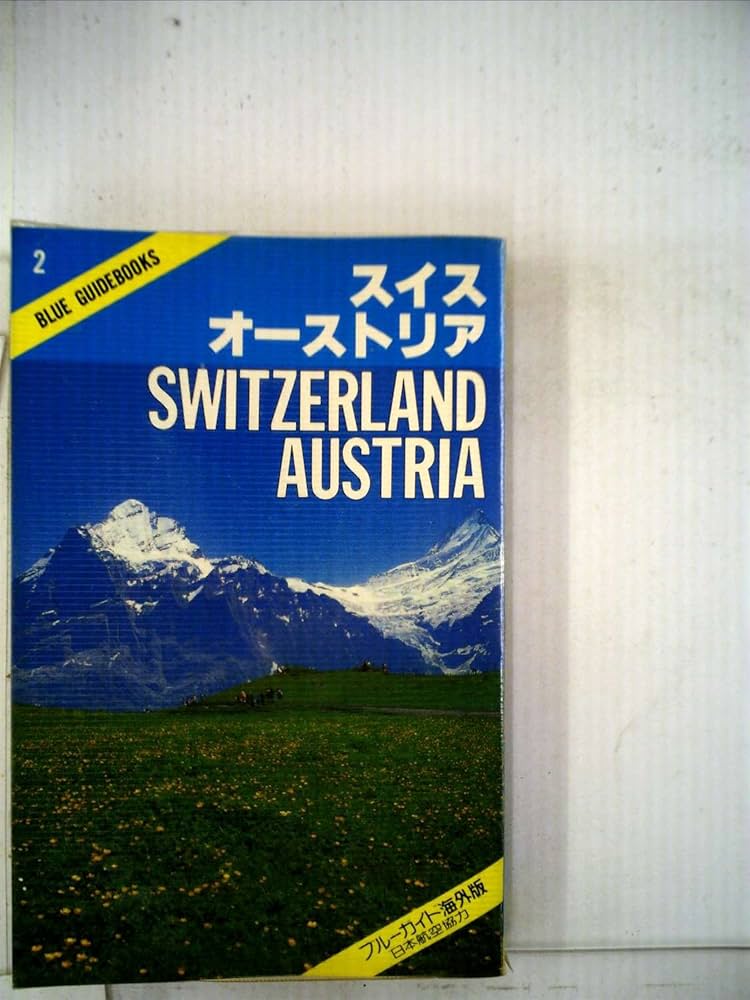 2
BLUE GUIDEBOOKS
スイス
オーストリア
SWITZERLAND
AUSTRIA
ブルーガイド海外版
日本航空協力